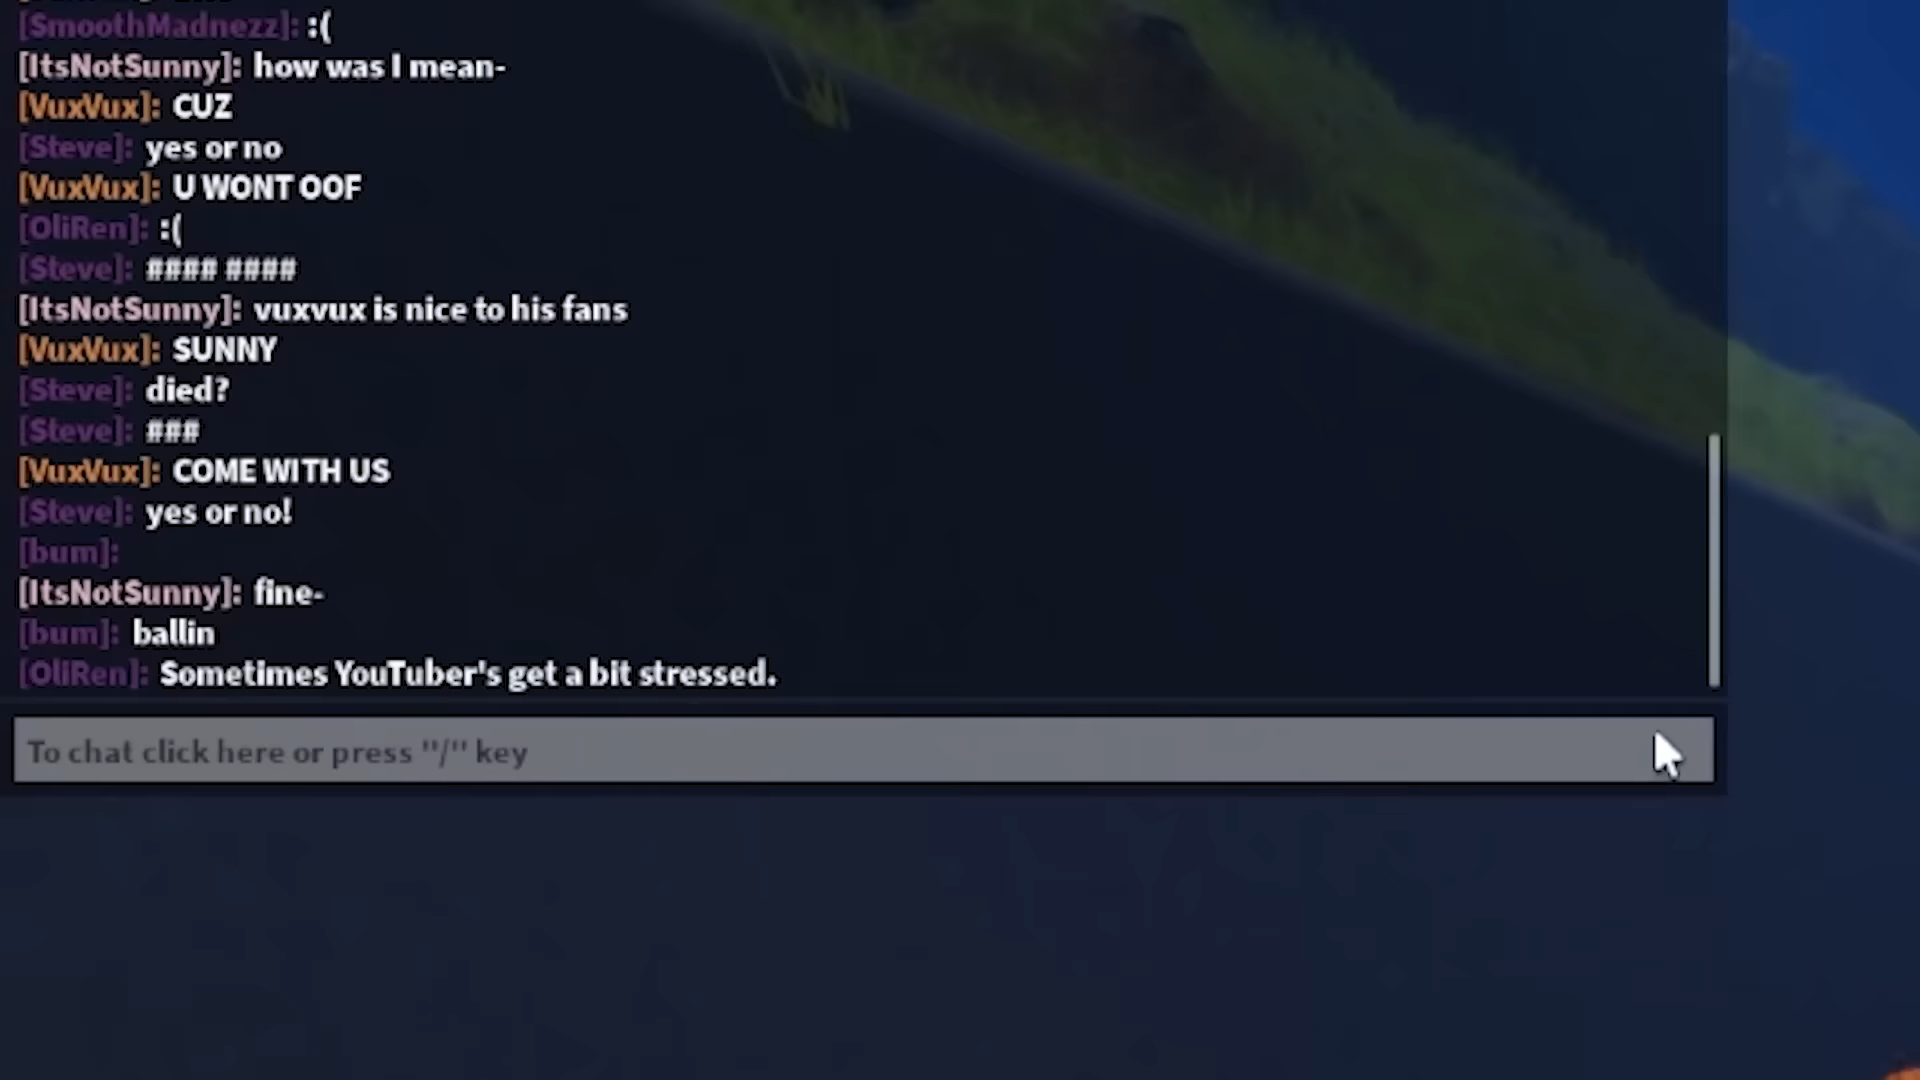 [SmoothMadnezz]: :(
[ItsNotSunny]: how was I mean-
[VuxVux]: CUZ
[Steve]: yes or no
[VuxVux]: U WONT OOF
[OliRen]: :(
[Steve]: #### ####
[ItsNotSunny]: vuxvux is nice to his fans
[VuxVux]: SUNNY
[Steve]: died?
[Steve]: ###
[VuxVux]: COME WITH US
[Steve]: yes or no!
[bum]:
[ItsNotSunny]: fine-
[bum]: ballin
[OliRen]: Sometimes YouTuber's get a bit stressed.
To chat click here or press "/" key